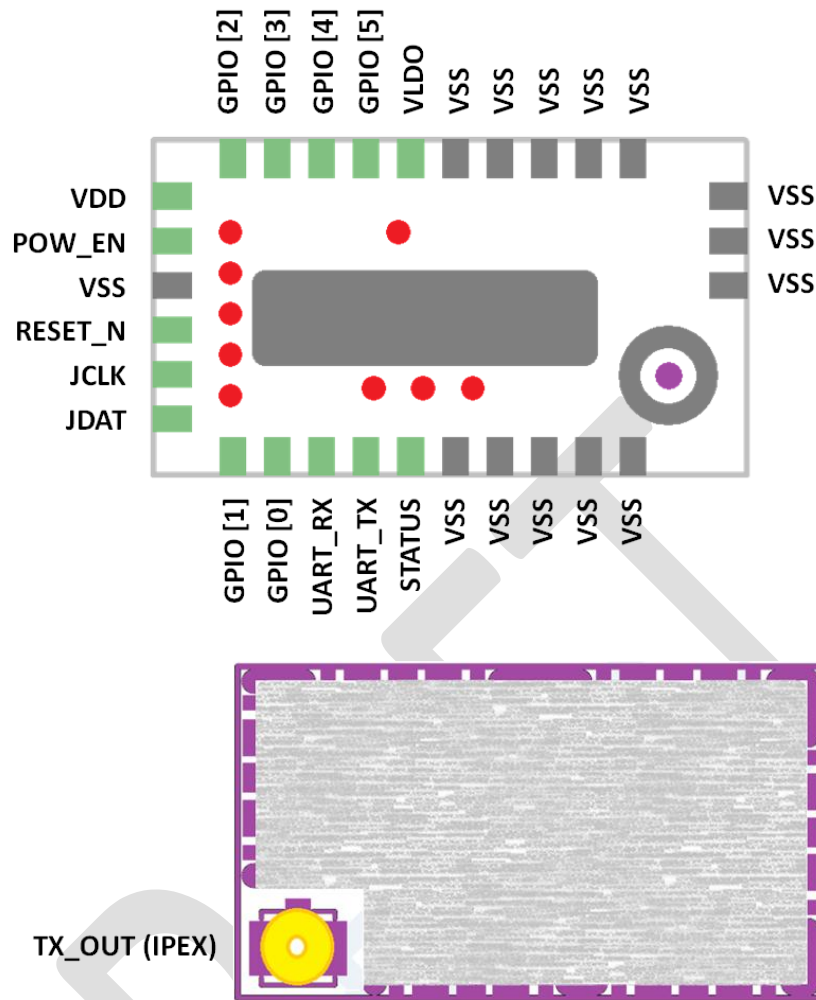 GPIO [2]
GPIO [3]
GPIO [4]
GPIO [5]
VLDO
VSS
VSS
VSS
VSS
VSS
VDD
POW_EN
VSS
RESET_N
JCLK
JDAT
VSS
VSS
VSS
GPIO [1]
GPIO [0]
UART_RX
UART_TX
STATUS
VSS
VSS
VSS
VSS
VSS
TX_OUT (IPEX)